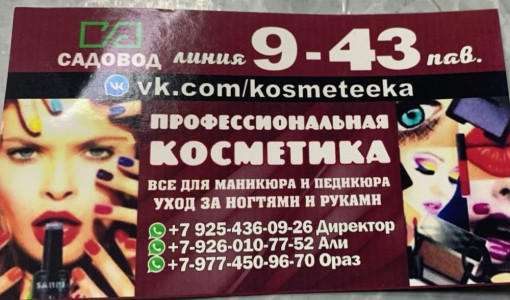 САДОВОД линия 9-43 пав.
vk.com/kosmeteeka
ПРОФЕССИОНАЛЬНАЯ
КОСМЕТИКА
ВСЕ ДЛЯ МАНИКЮРА И ПЕДИКЮРА
УХОД ЗА НОГТЯМИ И РУКАМИ
+7 925-436-09-26 Директор
+7-926-010-77-52 Али
+7-977-450-96-70 Ораз